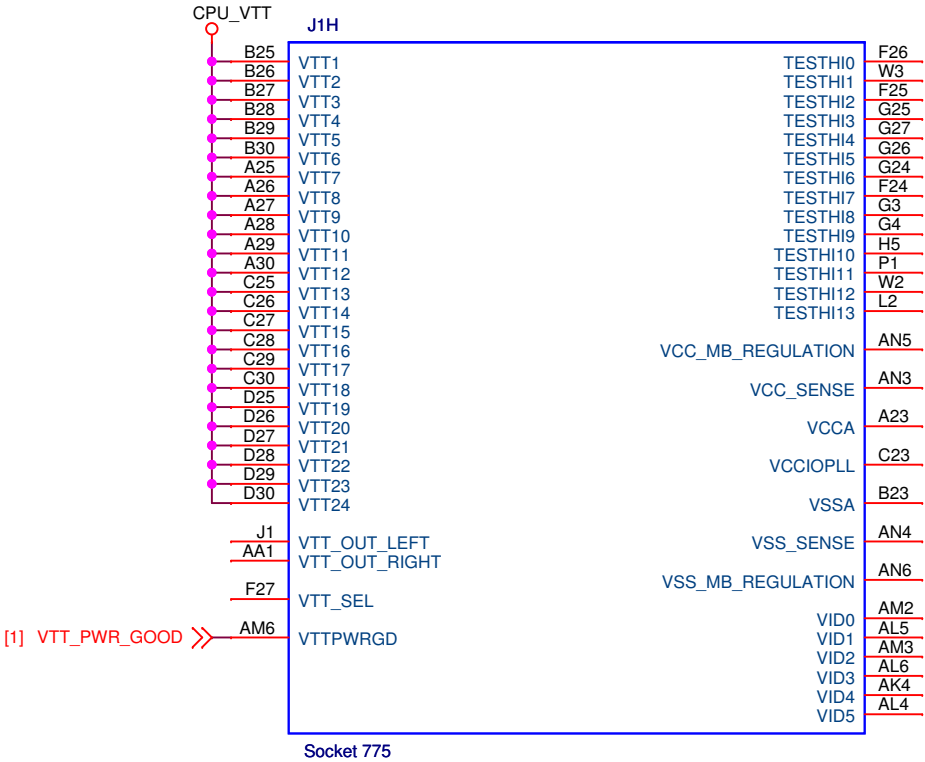 CPU_VTT
J1H
B25 VTT1 TESTHI0 F26
B26 VTT2 TESTHI1 W3
B27 VTT3 TESTHI2 F25
B28 VTT4 TESTHI3 G25
B29 VTT5 TESTHI4 G27
B30 VTT6 TESTHI5 G26
A25 VTT7 TESTHI6 G24
A26 VTT8 TESTHI7 F24
A27 VTT9 TESTHI8 G3
A28 VTT10 TESTHI9 G4
A29 VTT11 TESTHI10 H5
A30 VTT12 TESTHI11 P1
C25 VTT13 TESTHI12 W2
C26 VTT14 TESTHI13 L2
C27 VTT15
C28 VTT16 VCC_MB_REGULATION AN5
C29 VTT17
C30 VTT18 VCC_SENSE AN3
D25 VTT19
D26 VTT20 VCCA A23
D27 VTT21
D28 VTT22 VCCIOPLL C23
D29 VTT23
D30 VTT24 VSSA B23
J1 VTT_OUT_LEFT VSS_SENSE AN4
AA1 VTT_OUT_RIGHT
VSS_MB_REGULATION AN6
F27 VTT_SEL
VID0 AM2
[1] VTT_PWR_GOOD AM6 VTTPWRGD VID1 AL5
VID2 AM3
VID3 AL6
VID4 AK4
VID5 AL4
Socket 775